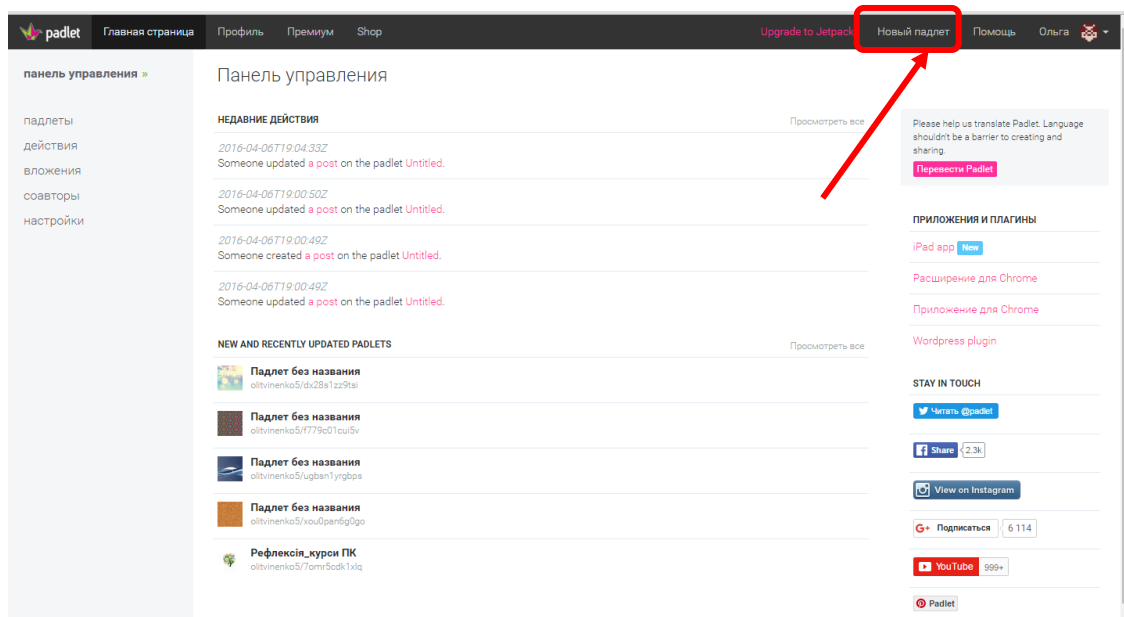 padlet Главная страница Профиль Премиум Shop Upgrade to Jetpack Новый падлет Помощь Ольга
панель управления »
падлеты
действия
вложения
соавторы
настройки
Панель управления
НЕДАВНИЕ ДЕЙСТВИЯ Просмотреть все
2016-04-06T19:04:33Z
Someone updated a post on the padlet Untitled.
2016-04-06T19:00:50Z
Someone updated a post on the padlet Untitled.
2016-04-06T19:00:49Z
Someone created a post on the padlet Untitled.
2016-04-06T19:00:49Z
Someone updated a post on the padlet Untitled.
NEW AND RECENTLY UPDATED PADLETS Просмотреть все
Падлет без названия
olitvinenko5/dx28s1zz9tsi
Падлет без названия
olitvinenko5/f779c01cui5v
Падлет без названия
olitvinenko5/ugbsn1yrgbps
Падлет без названия
olitvinenko5/xou0pan6g0go
Рефлексія_курси ПК
olitvinenko5/7omr5cdk1xlq
Please help us translate Padlet. Language
shouldn't be a barrier to creating and
sharing.
Перевести Padlet
ПРИЛОЖЕНИЯ И ПЛАГИНЫ
iPad app New
Расширение для Chrome
Приложение для Chrome
Wordpress plugin
STAY IN TOUCH
Читать @padlet
Share 2.3k
View on Instagram
G+ Подписаться 6 114
YouTube 999+
Padlet